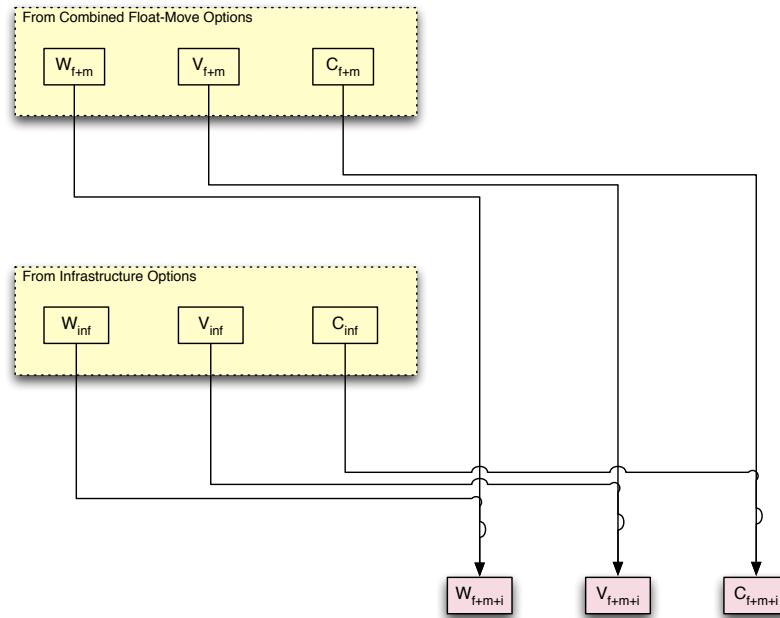 From Combined Float-Move Options
W_{f+m} V_{f+m} C_{f+m}
From Infrastructure Options
W_{inf} V_{inf} C_{inf}
W_{f+m+i} V_{f+m+i} C_{f+m+i}